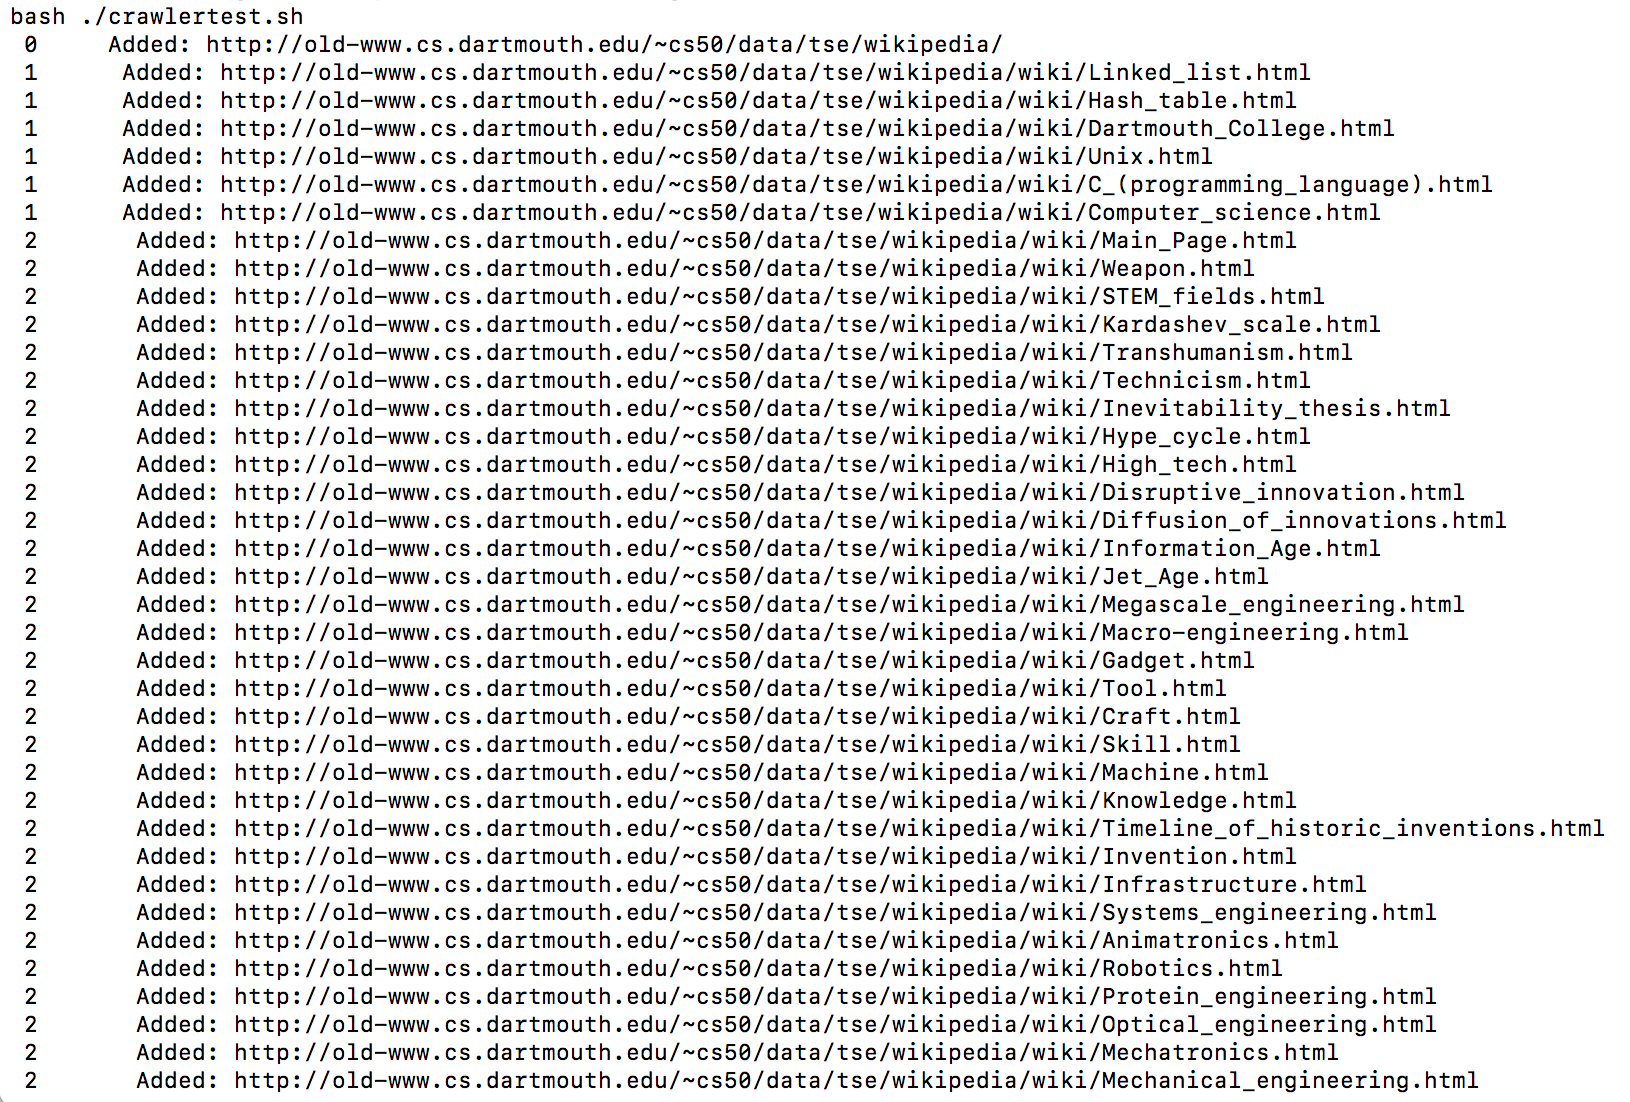 bash ./crawlertest.sh
0 Added: http://old-www.cs.dartmouth.edu/~cs50/data/tse/wikipedia/
1 Added: http://old-www.cs.dartmouth.edu/~cs50/data/tse/wikipedia/wiki/Linked_list.html
1 Added: http://old-www.cs.dartmouth.edu/~cs50/data/tse/wikipedia/wiki/Hash_table.html
1 Added: http://old-www.cs.dartmouth.edu/~cs50/data/tse/wikipedia/wiki/Dartmouth_College.html
1 Added: http://old-www.cs.dartmouth.edu/~cs50/data/tse/wikipedia/wiki/Unix.html
1 Added: http://old-www.cs.dartmouth.edu/~cs50/data/tse/wikipedia/wiki/C_(programming_language).html
1 Added: http://old-www.cs.dartmouth.edu/~cs50/data/tse/wikipedia/wiki/Computer_science.html
2 Added: http://old-www.cs.dartmouth.edu/~cs50/data/tse/wikipedia/wiki/Main_Page.html
2 Added: http://old-www.cs.dartmouth.edu/~cs50/data/tse/wikipedia/wiki/Weapon.html
2 Added: http://old-www.cs.dartmouth.edu/~cs50/data/tse/wikipedia/wiki/STEM_fields.html
2 Added: http://old-www.cs.dartmouth.edu/~cs50/data/tse/wikipedia/wiki/Kardashev_scale.html
2 Added: http://old-www.cs.dartmouth.edu/~cs50/data/tse/wikipedia/wiki/Transhumanism.html
2 Added: http://old-www.cs.dartmouth.edu/~cs50/data/tse/wikipedia/wiki/Technicism.html
2 Added: http://old-www.cs.dartmouth.edu/~cs50/data/tse/wikipedia/wiki/Inevitability_thesis.html
2 Added: http://old-www.cs.dartmouth.edu/~cs50/data/tse/wikipedia/wiki/Hype_cycle.html
2 Added: http://old-www.cs.dartmouth.edu/~cs50/data/tse/wikipedia/wiki/High_tech.html
2 Added: http://old-www.cs.dartmouth.edu/~cs50/data/tse/wikipedia/wiki/Disruptive_innovation.html
2 Added: http://old-www.cs.dartmouth.edu/~cs50/data/tse/wikipedia/wiki/Diffusion_of_innovations.html
2 Added: http://old-www.cs.dartmouth.edu/~cs50/data/tse/wikipedia/wiki/Information_Age.html
2 Added: http://old-www.cs.dartmouth.edu/~cs50/data/tse/wikipedia/wiki/Jet_Age.html
2 Added: http://old-www.cs.dartmouth.edu/~cs50/data/tse/wikipedia/wiki/Megascale_engineering.html
2 Added: http://old-www.cs.dartmouth.edu/~cs50/data/tse/wikipedia/wiki/Macro-engineering.html
2 Added: http://old-www.cs.dartmouth.edu/~cs50/data/tse/wikipedia/wiki/Gadget.html
2 Added: http://old-www.cs.dartmouth.edu/~cs50/data/tse/wikipedia/wiki/Tool.html
2 Added: http://old-www.cs.dartmouth.edu/~cs50/data/tse/wikipedia/wiki/Craft.html
2 Added: http://old-www.cs.dartmouth.edu/~cs50/data/tse/wikipedia/wiki/Skill.html
2 Added: http://old-www.cs.dartmouth.edu/~cs50/data/tse/wikipedia/wiki/Machine.html
2 Added: http://old-www.cs.dartmouth.edu/~cs50/data/tse/wikipedia/wiki/Knowledge.html
2 Added: http://old-www.cs.dartmouth.edu/~cs50/data/tse/wikipedia/wiki/Timeline_of_historic_inventions.html
2 Added: http://old-www.cs.dartmouth.edu/~cs50/data/tse/wikipedia/wiki/Invention.html
2 Added: http://old-www.cs.dartmouth.edu/~cs50/data/tse/wikipedia/wiki/Infrastructure.html
2 Added: http://old-www.cs.dartmouth.edu/~cs50/data/tse/wikipedia/wiki/Systems_engineering.html
2 Added: http://old-www.cs.dartmouth.edu/~cs50/data/tse/wikipedia/wiki/Animatronics.html
2 Added: http://old-www.cs.dartmouth.edu/~cs50/data/tse/wikipedia/wiki/Robotics.html
2 Added: http://old-www.cs.dartmouth.edu/~cs50/data/tse/wikipedia/wiki/Protein_engineering.html
2 Added: http://old-www.cs.dartmouth.edu/~cs50/data/tse/wikipedia/wiki/Optical_engineering.html
2 Added: http://old-www.cs.dartmouth.edu/~cs50/data/tse/wikipedia/wiki/Mechatronics.html
2 Added: http://old-www.cs.dartmouth.edu/~cs50/data/tse/wikipedia/wiki/Mechanical_engineering.html